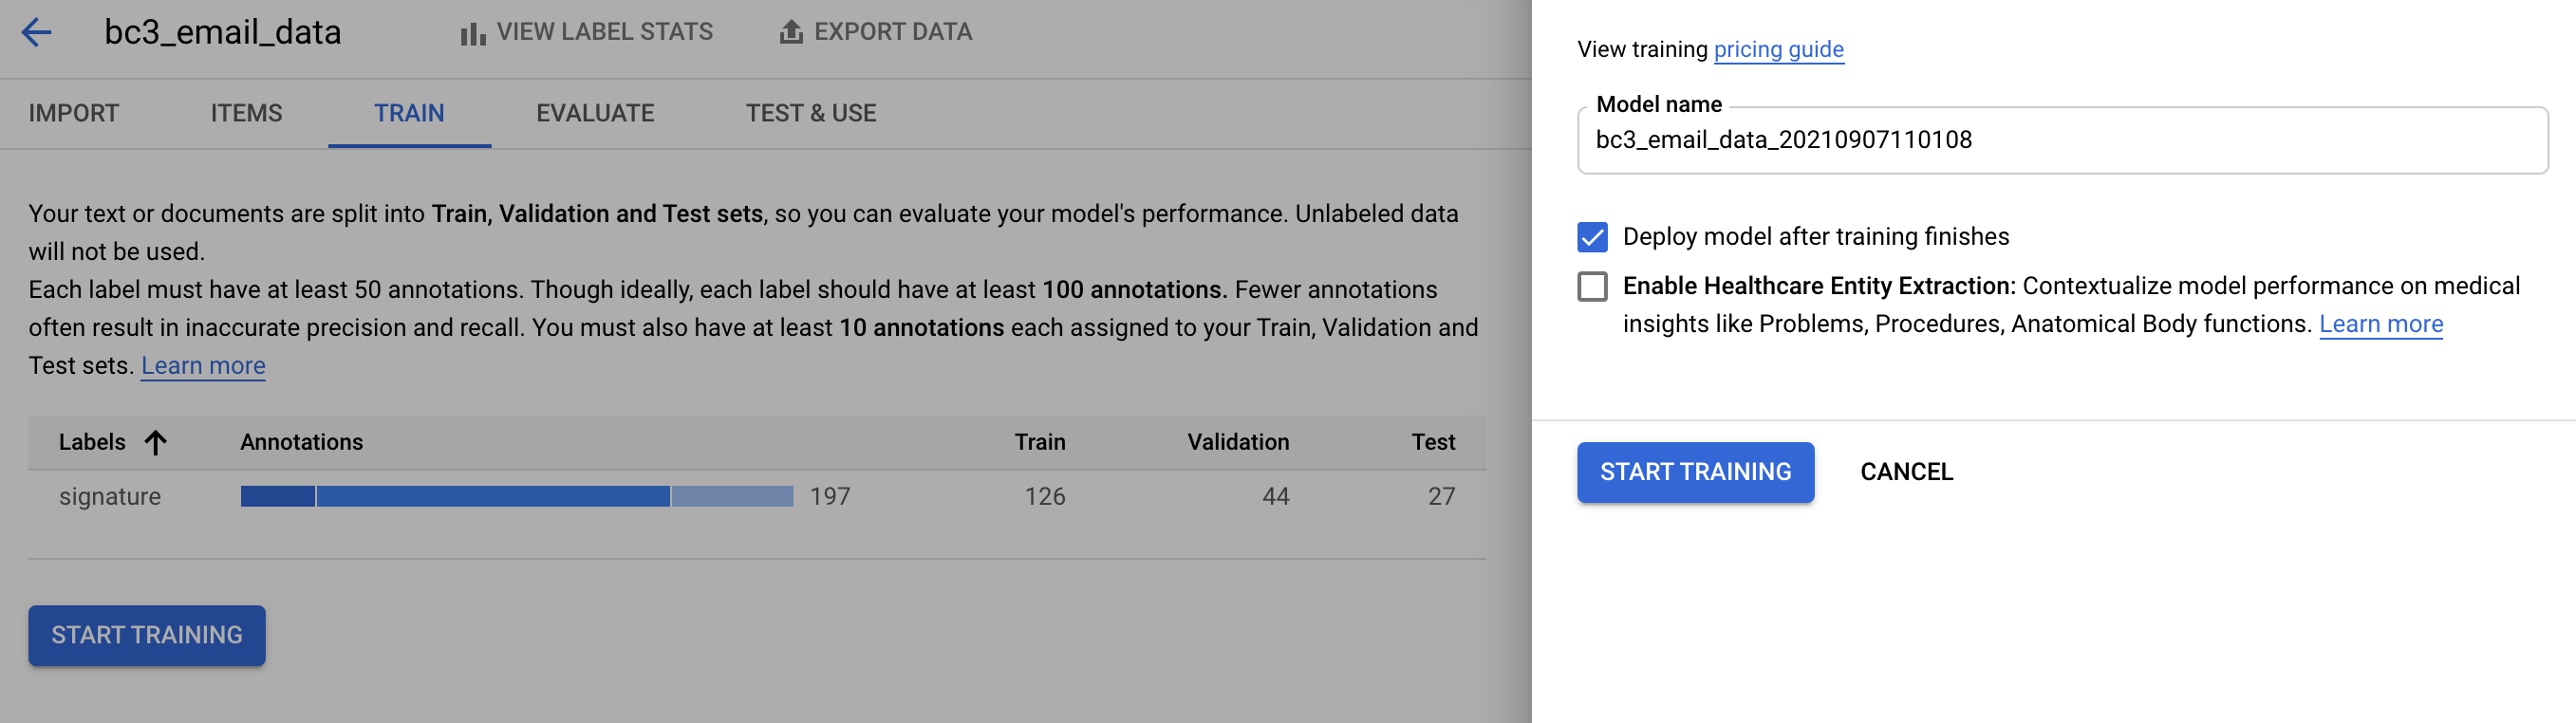 bc3_email_data
VIEW LABEL STATS
EXPORT DATA
IMPORT
ITEMS
TRAIN
EVALUATE
TEST & USE
Your text or documents are split into Train, Validation and Test sets, so you can evaluate your model's performance. Unlabeled data
will not be used.
Each label must have at least 50 annotations. Though ideally, each label should have at least 100 annotations. Fewer annotations
often result in inaccurate precision and recall. You must also have at least 10 annotations each assigned to your Train, Validation and
Test sets. Learn more
Labels Annotations Train Validation Test
signature 197 126 44 27
START TRAINING
View training pricing guide
Model name
bc3_email_data_20210907110108
Deploy model after training finishes
Enable Healthcare Entity Extraction: Contextualize model performance on medical
insights like Problems, Procedures, Anatomical Body functions. Learn more
START TRAINING
CANCEL